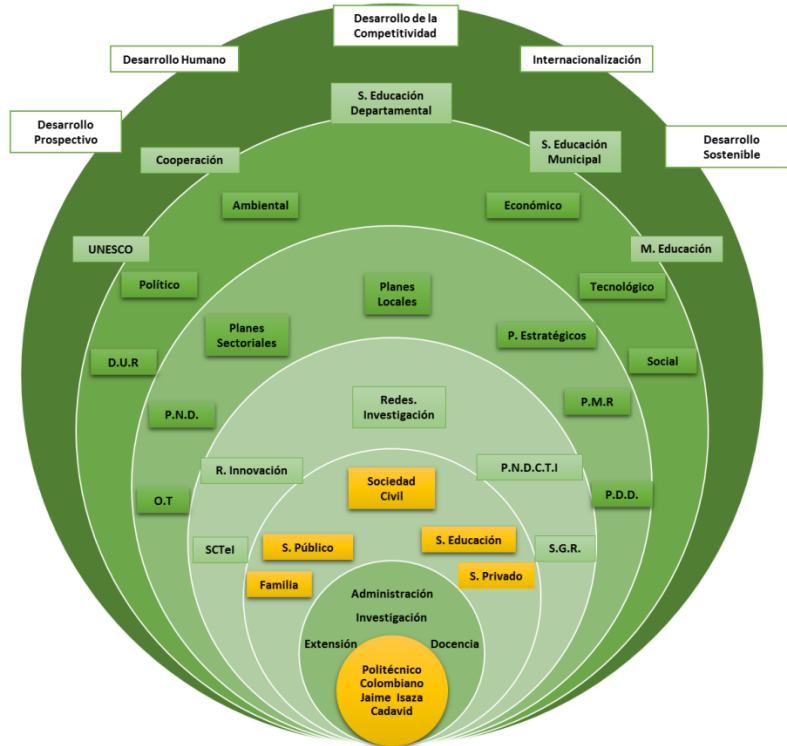 Desarrollo de la
Competitividad
Desarrollo Humano
Internacionalización
S. Educación
Departamental
Desarrollo
Prospectivo
Desarrollo
Sostenible
Cooperación
S. Educación
Municipal
Ambiental
Económico
UNESCO
M. Educación
Político
Tecnológico
Planes
Locales
Planes
Sectoriales
P. Estratégicos
D.U.R
Social
Redes.
Investigación
P.N.D.
P.M.R
R. Innovación
P.N.D.C.T.I
Sociedad
Civil
O.T
P.D.D.
S. Público
S. Educación
SCTeI
S.G.R.
Familia
S. Privado
Administración
Investigación
Extensión
Docencia
Politécnico
Colombiano
Jaime Isaza
Cadavid